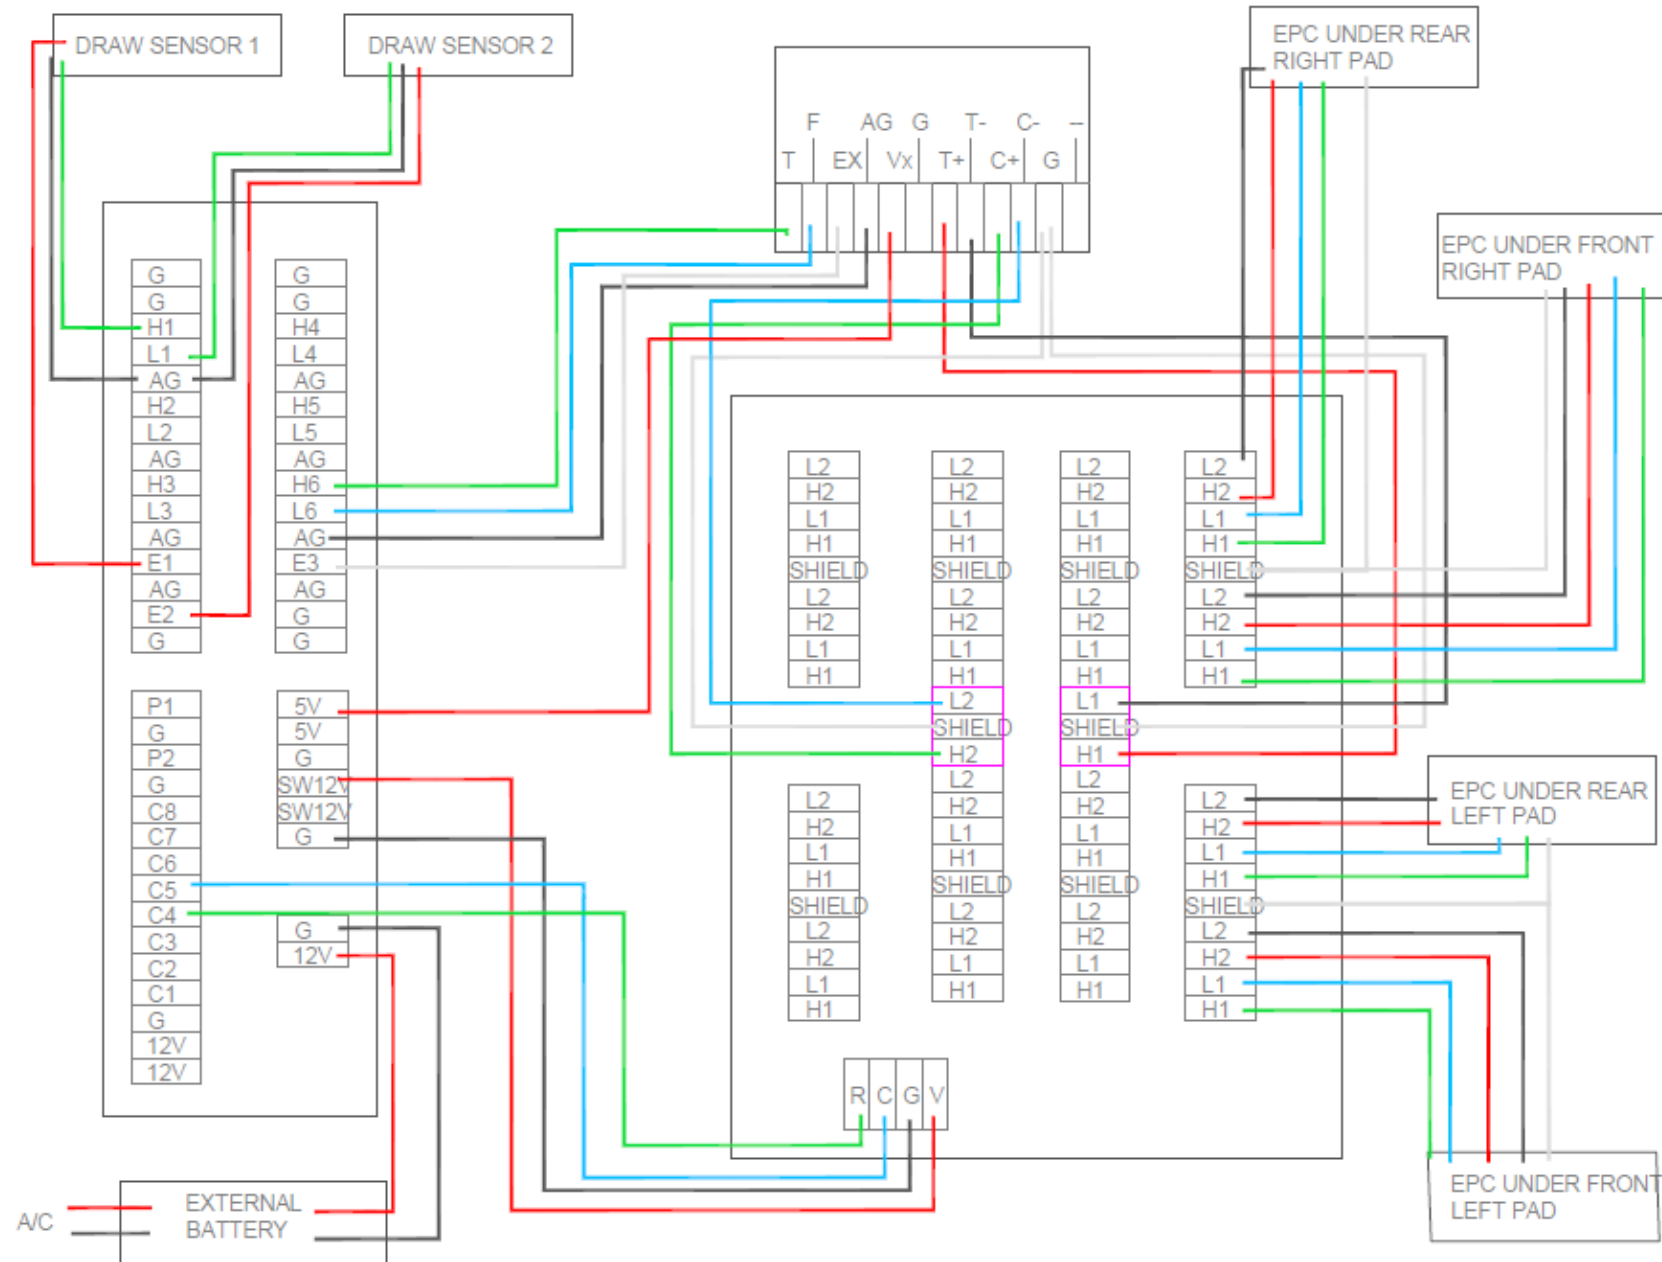 DRAW SENSOR 1
DRAW SENSOR 2
EPC UNDER REAR
RIGHT PAD
F AG G T- C- --
T EX Vx T+ C+ G
EPC UNDER FRONT
RIGHT PAD
G
G
H1
L1
AG
H2
L2
AG
H3
L3
AG
E1
AG
E2
G
G
G
H4
L4
AG
H5
L5
AG
H6
L6
AG
E3
AG
G
G
P1
G
P2
G
C8
C7
C6
C5
C4
C3
C2
C1
G
12V
12V
5V
5V
G
SW12V
SW12V
G
G
12V
L2
H2
L1
H1
SHIELD
L2
H2
L1
H1
L2
H2
L1
H1
SHIELD
L2
H2
L1
H1
L2
H2
L1
H1
SHIELD
L2
H2
L1
H1
L2
SHIELD
H2
L2
H2
L1
H1
SHIELD
L2
H2
L1
H1
L2
H2
L1
H1
SHIELD
L2
H2
L1
H1
L1
SHIELD
H1
L2
H2
L1
H1
SHIELD
L2
H2
L1
H1
L2
H2
L1
H1
SHIELD
L2
H2
L1
H1
L2
H2
L1
H1
SHIELD
L2
H2
L1
H1
EPC UNDER REAR
LEFT PAD
R C G V
EPC UNDER FRONT
LEFT PAD
A/C
EXTERNAL
BATTERY